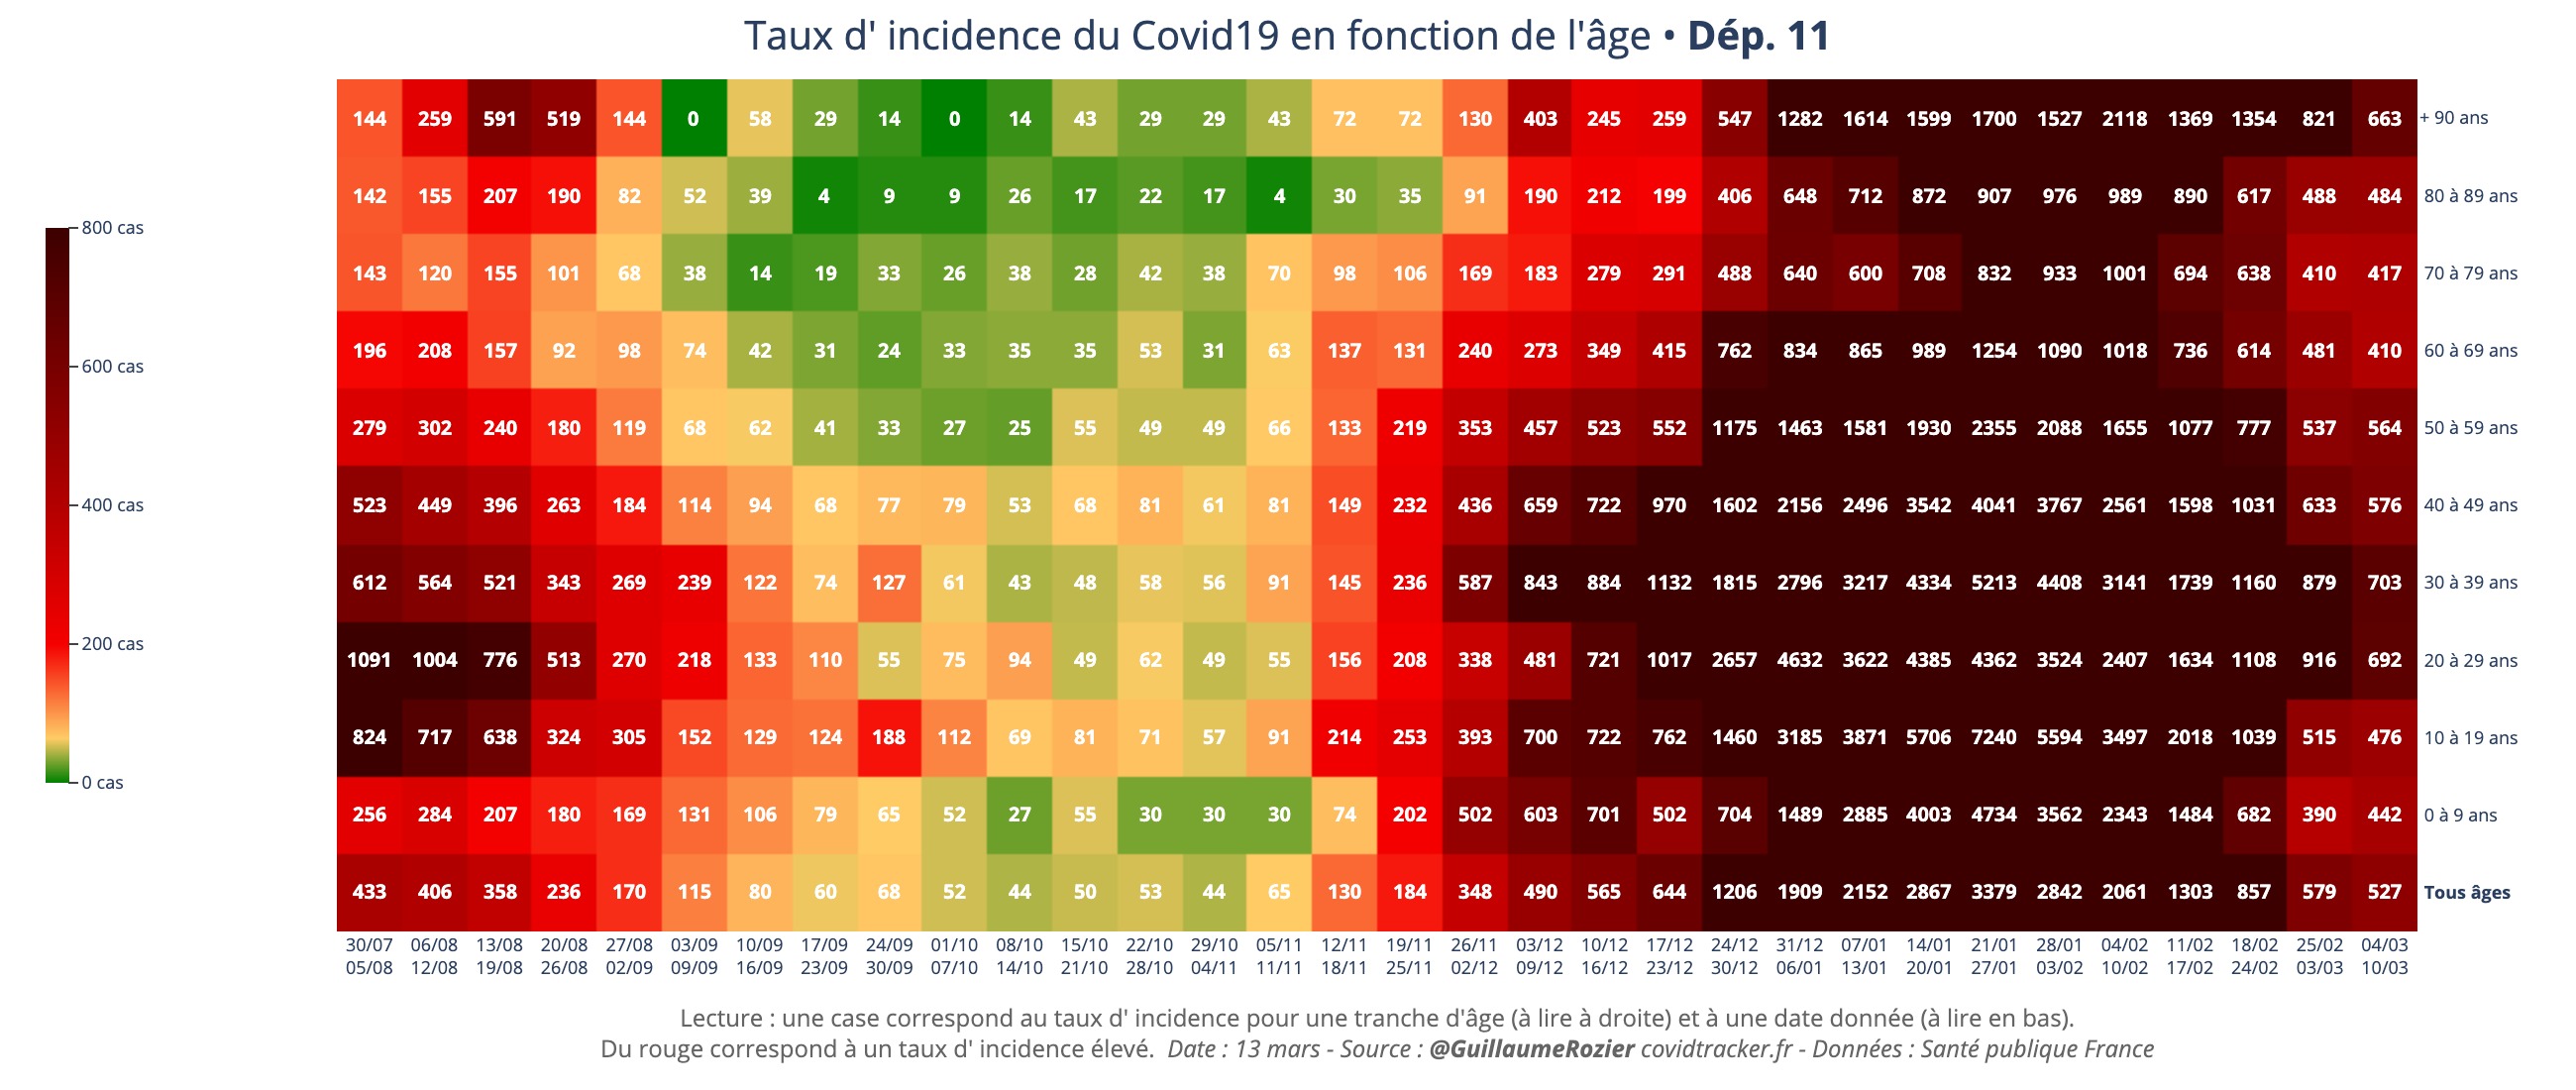 Taux d' incidence du Covid19 en fonction de l'âge • Dép. 11
800 cas
600 cas
400 cas
200 cas
0 cas
144 259 591 519 144 0 58 29 14 0 14 43 29 29 43 72 72 130 403 245 259 547 1282 1614 1599 1700 1527 2118 1369 1354 821 663 + 90 ans
142 155 207 190 82 52 39 4 9 9 26 17 22 17 4 30 35 91 190 212 199 406 648 712 872 907 976 989 890 617 488 484 80 à 89 ans
143 120 155 101 68 38 14 19 33 26 38 28 42 38 70 98 106 169 183 279 291 488 640 600 708 832 933 1001 694 638 410 417 70 à 79 ans
196 208 157 92 98 74 42 31 24 33 35 35 53 31 63 137 131 240 273 349 415 762 834 865 989 1254 1090 1018 736 614 481 410 60 à 69 ans
279 302 240 180 119 68 62 41 33 27 25 55 49 49 66 133 219 353 457 523 552 1175 1463 1581 1930 2355 2088 1655 1077 777 537 564 50 à 59 ans
523 449 396 263 184 114 94 68 77 79 53 68 81 61 81 149 232 436 659 722 970 1602 2156 2496 3542 4041 3767 2561 1598 1031 633 576 40 à 49 ans
612 564 521 343 269 239 122 74 127 61 43 48 58 56 91 145 236 587 843 884 1132 1815 2796 3217 4334 5213 4408 3141 1739 1160 879 703 30 à 39 ans
1091 1004 776 513 270 218 133 110 55 75 94 49 62 49 55 156 208 338 481 721 1017 2657 4632 3622 4385 4362 3524 2407 1634 1108 916 692 20 à 29 ans
824 717 638 324 305 152 129 124 188 112 69 81 71 57 91 214 253 393 700 722 762 1460 3185 3871 5706 7240 5594 3497 2018 1039 515 476 10 à 19 ans
256 284 207 180 169 131 106 79 65 52 27 55 30 30 30 74 202 502 603 701 502 704 1489 2885 4003 4734 3562 2343 1484 682 390 442 0 à 9 ans
433 406 358 236 170 115 80 60 68 52 44 50 53 44 65 130 184 348 490 565 644 1206 1909 2152 2867 3379 2842 2061 1303 857 579 527 Tous âges
30/07 06/08 13/08 20/08 27/08 03/09 10/09 17/09 24/09 01/10 08/10 15/10 22/10 29/10 05/11 12/11 19/11 26/11 03/12 10/12 17/12 24/12 31/12 07/01 14/01 21/01 28/01 04/02 11/02 18/02 25/02 04/03
05/08 12/08 19/08 26/08 02/09 09/09 16/09 23/09 30/09 07/10 14/10 21/10 28/10 04/11 11/11 18/11 25/11 02/12 09/12 16/12 23/12 30/12 06/01 13/01 20/01 27/01 03/02 10/02 17/02 24/02 03/03 10/03
Lecture : une case correspond au taux d' incidence pour une tranche d'âge (à lire à droite) et à une date donnée (à lire en bas).
Du rouge correspond à un taux d' incidence élevé. Date : 13 mars - Source : @GuillaumeRozier covidtracker.fr - Données : Santé publique France